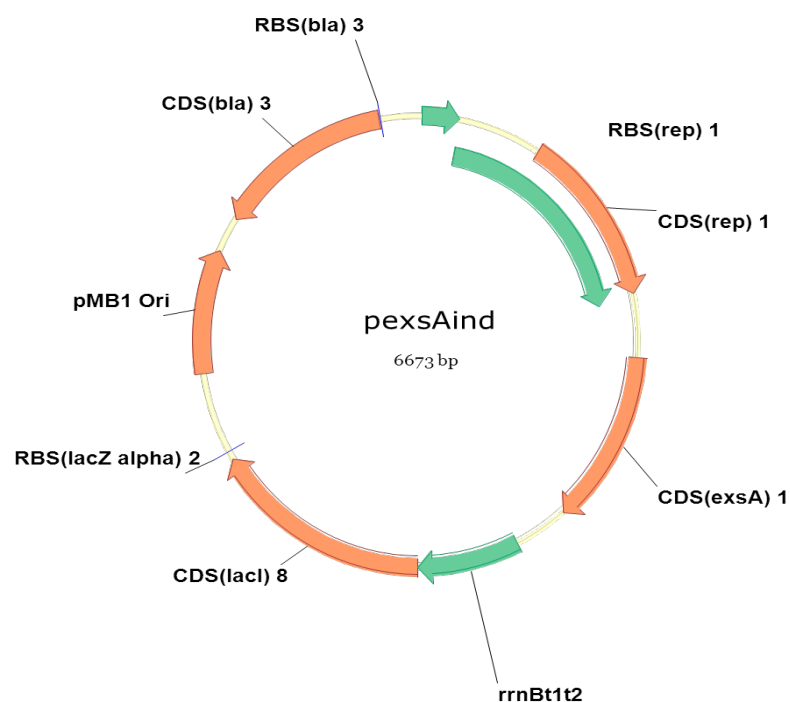 RBS(bla) 3
CDS(bla) 3
RBS(rep) 1
CDS(rep) 1
pMB1 Ori
pexsAind
6673 bp
RBS(lacZ alpha) 2
CDS(exsA) 1
CDS(lacI) 8
rrnBt1t2